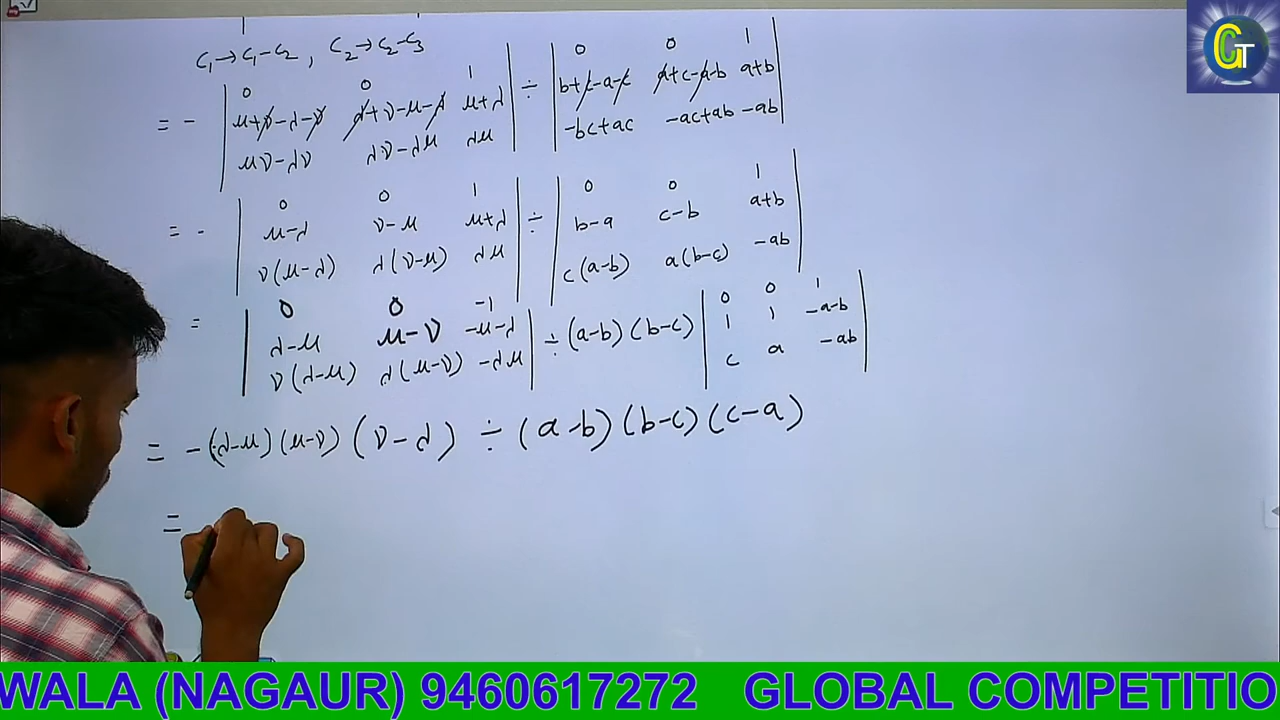 C₁→C₁-C₂ , C₂→C₂-C₃
= - | 0 0 1 | ÷ | 0 0 1 |
| μ+ν-λ-ν λ+ν-μ-λ μ+λ | | b+c-a-c a+c-a-b a+b |
| μν-λν λν-λμ λμ | | -bc+ac -ac+ab -ab |
= - | 0 0 1 | ÷ | 0 0 1 |
| μ-λ ν-μ μ+λ | | b-a c-b a+b |
| ν(μ-λ) λ(ν-μ) λμ | | c(a-b) a(b-c) -ab |
= | 0 0 -1 | ÷ (a-b)(b-c) | 0 0 1 |
| λ-μ μ-ν -μ-λ | | 1 1 -a-b |
| ν(λ-μ) λ(μ-ν) -λμ | | c a -ab |
= -(λ-μ)(μ-ν)(ν-λ) ÷ (a-b)(b-c)(c-a)
=
GT
WALA (NAGAUR) 9460617272 GLOBAL COMPETITIO